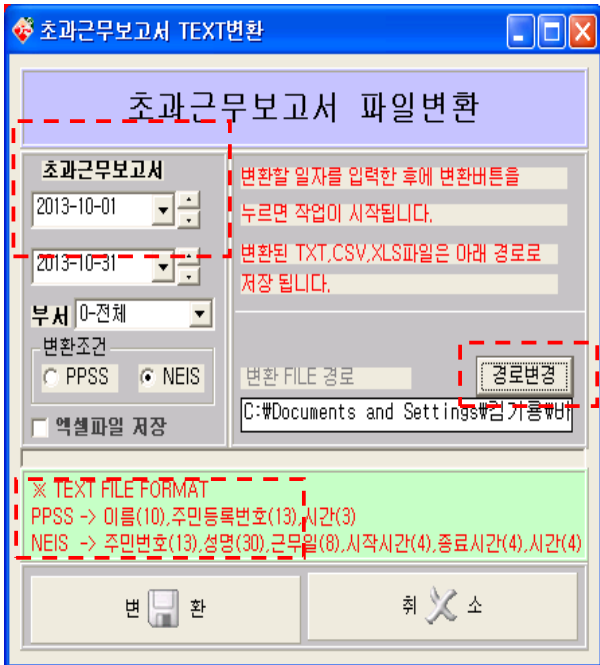 초과근무보고서 TEXT변환
초과근무보고서 파일변환
초과근무보고서
2013-10-01
2013-10-31
부서 0-전체
변환조건
PPSS NEIS
엑셀파일 저장
변환할 일자를 입력한 후에 변환버튼을
누르면 작업이 시작됩니다.
변환된 TXT,CSV,XLS파일은 아래 경로로
저장 됩니다.
변환 FILE 경로 경로변경
C:₩Documents and Settings₩김기용₩바
※ TEXT FILE FORMAT
PPSS -> 이름(10),주민등록번호(13),시간(3)
NEIS -> 주민번호(13),성명(30),근무일(8),시작시간(4),종료시간(4),시간(4)
변 환
취 소